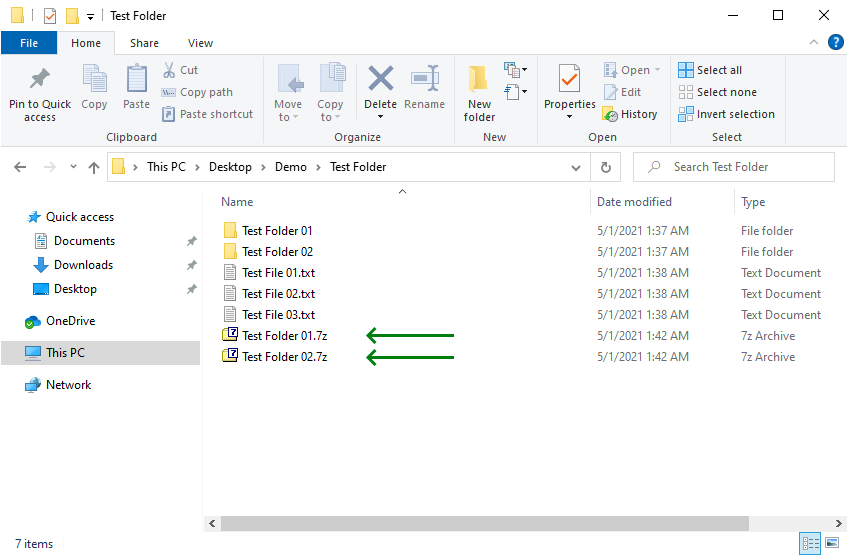 Test Folder
File Home Share View
Pin to Quick access
Copy
Paste
Cut
Copy path
Paste shortcut
Clipboard
Move to
Copy to
Delete
Rename
Organize
New folder
New
Properties
Open
Edit
History
Open
Select all
Select none
Invert selection
Select
This PC Desktop Demo Test Folder
Search Test Folder
Quick access
Documents
Downloads
Desktop
OneDrive
This PC
Network
Name Date modified Type
Test Folder 01 5/1/2021 1:37 AM File folder
Test Folder 02 5/1/2021 1:37 AM File folder
Test File 01.txt 5/1/2021 1:38 AM Text Document
Test File 02.txt 5/1/2021 1:38 AM Text Document
Test File 03.txt 5/1/2021 1:38 AM Text Document
Test Folder 01.7z 5/1/2021 1:42 AM 7z Archive
Test Folder 02.7z 5/1/2021 1:42 AM 7z Archive
7 items